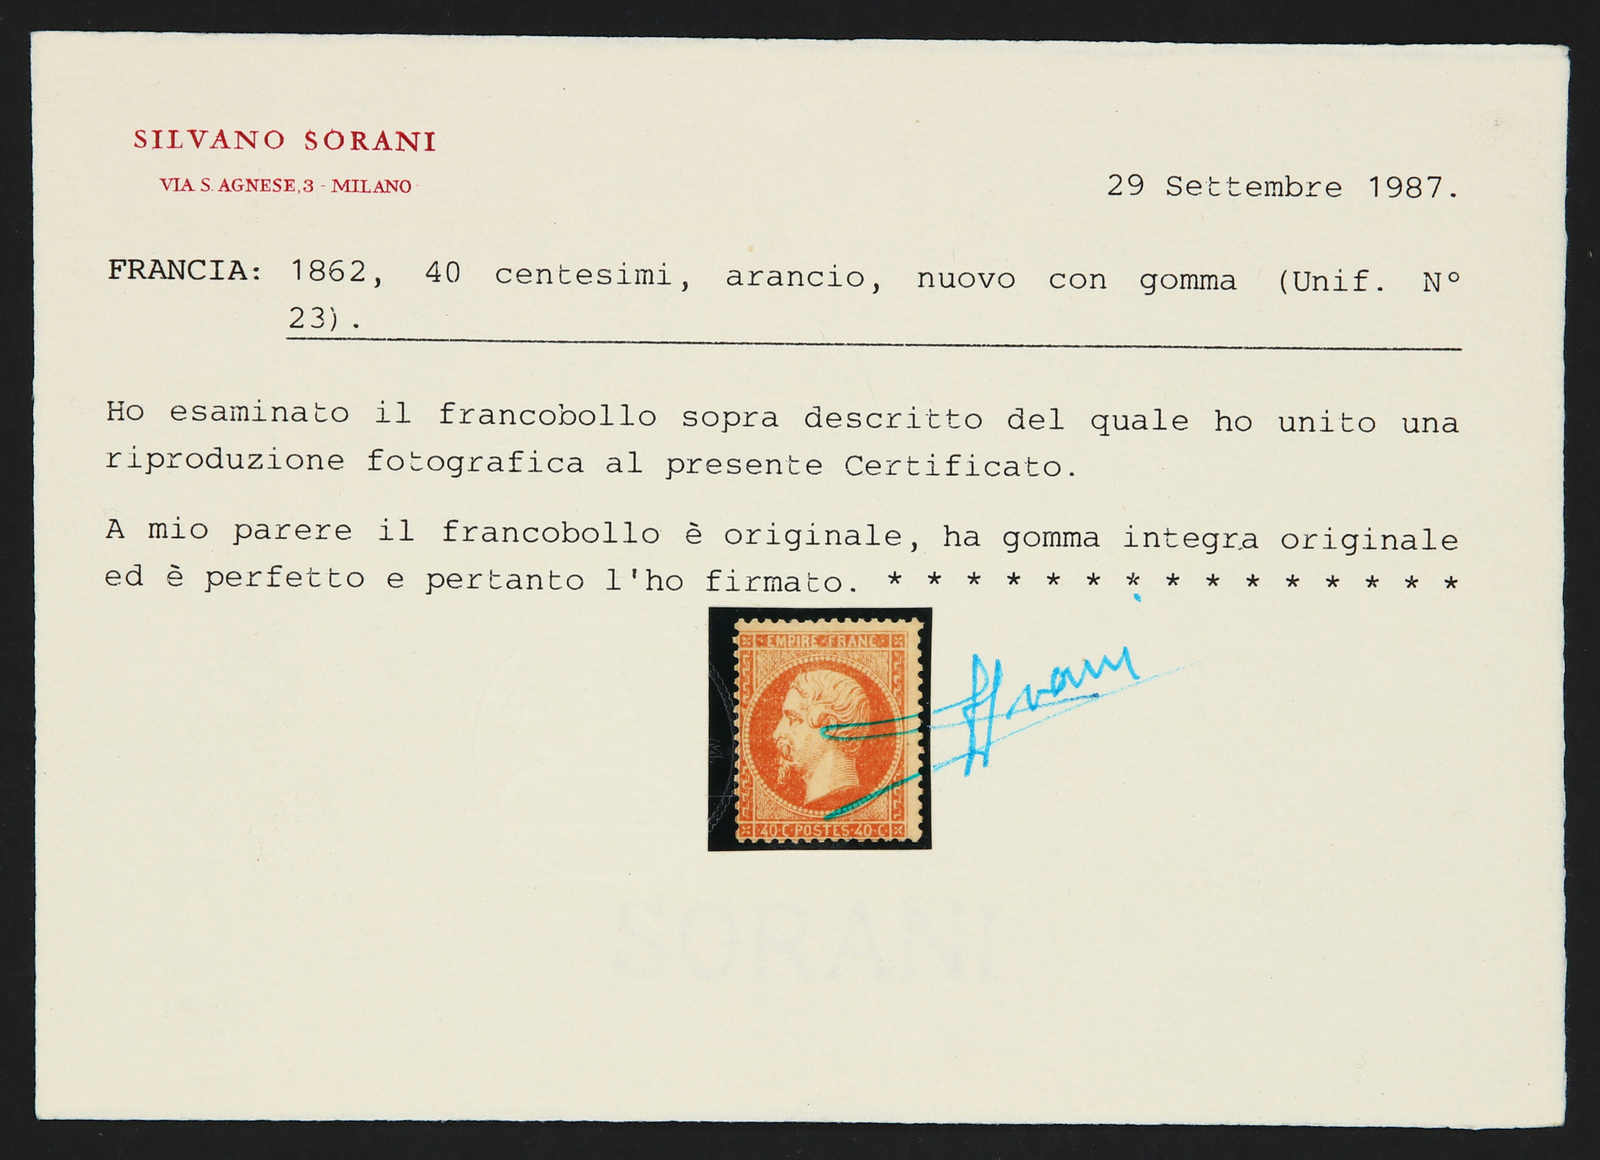 SILVANO SORANI
VIA S. AGNESE, 3 - MILANO
29 Settembre 1987.
FRANCIA: 1862, 40 centesimi, arancio, nuovo con gomma (Unif. N°
23).
Ho esaminato il francobollo sopra descritto del quale ho unito una
riproduzione fotografica al presente Certificato.
A mio parere il francobollo è originale, ha gomma integra originale
ed è perfetto e pertanto l'ho firmato. * * * * * * * * * * * * * * *
EMPIRE FRANC
40·C·POSTES·40·C
SSorani
SORANI